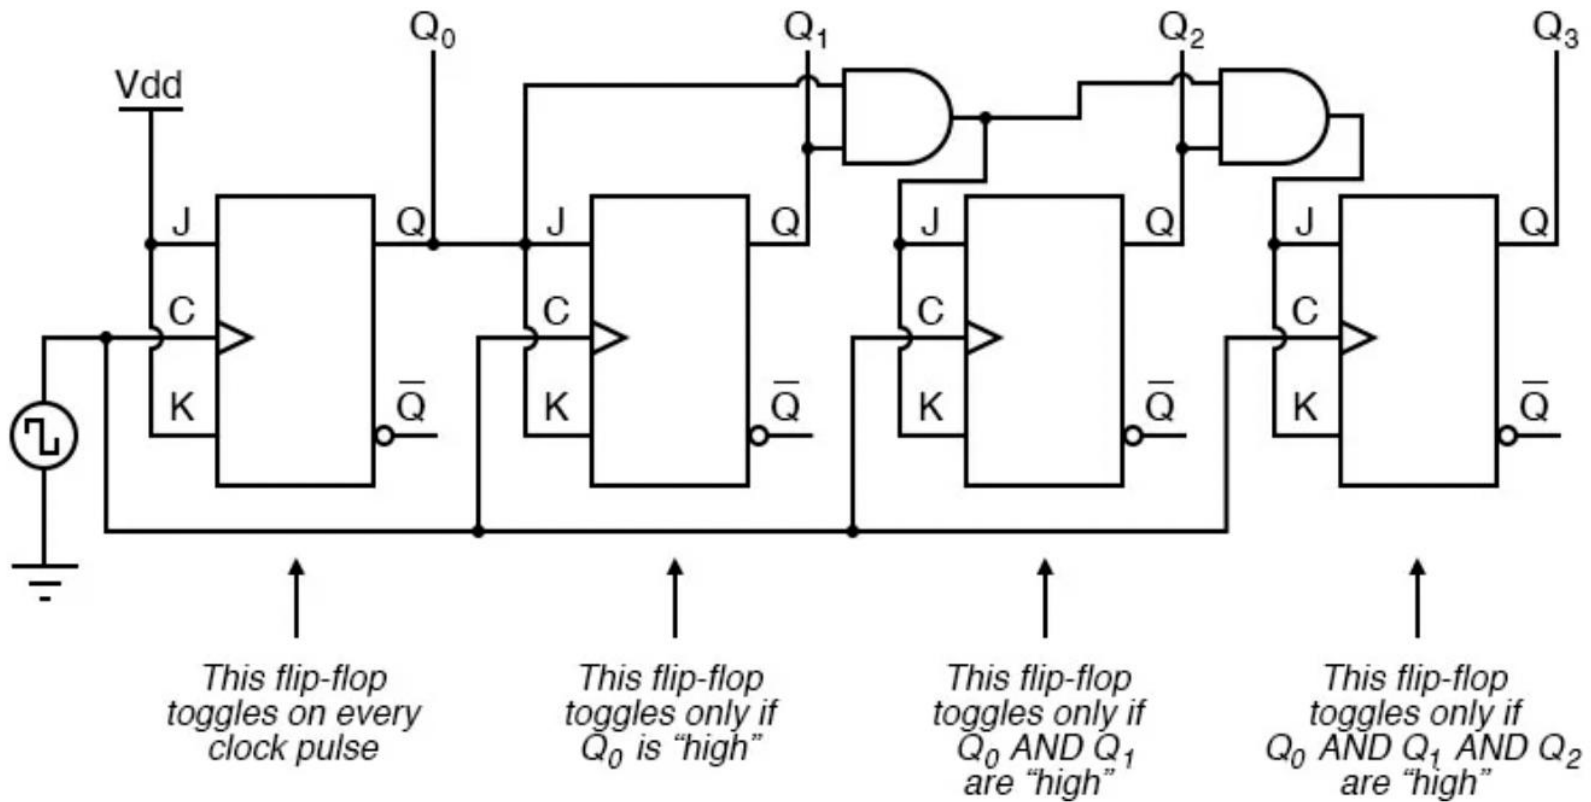 Q₀ Q₁ Q₂ Q₃
Vdd
J Q J Q J Q J Q
C C C C
K Q̅ K Q̅ K Q̅ K Q̅
This flip-flop
toggles on every
clock pulse
This flip-flop
toggles only if
Q₀ is “high”
This flip-flop
toggles only if
Q₀ AND Q₁
are “high”
This flip-flop
toggles only if
Q₀ AND Q₁ AND Q₂
are “high”